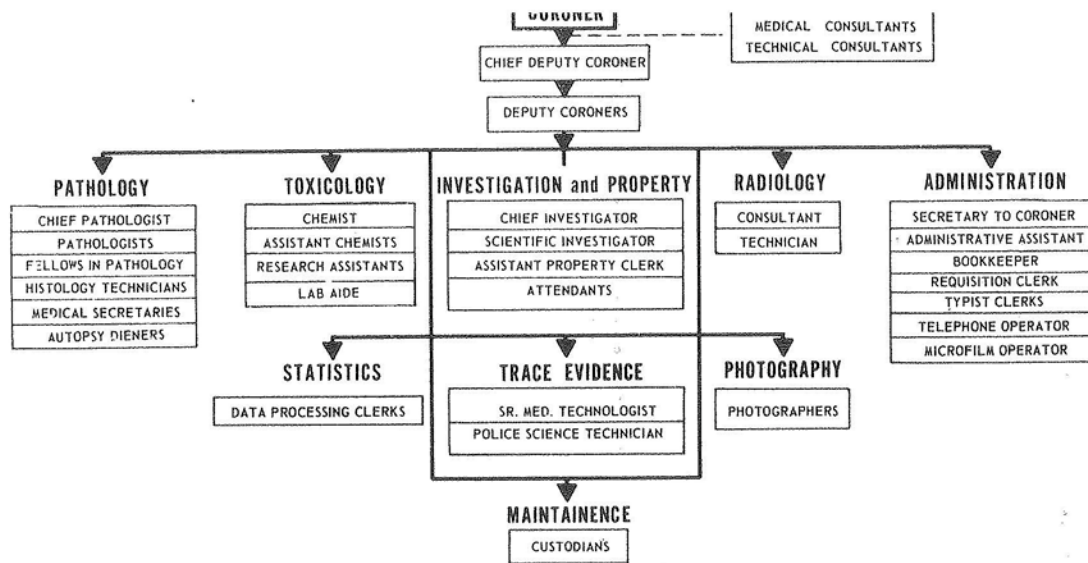 CORONER
MEDICAL CONSULTANTS
TECHNICAL CONSULTANTS
CHIEF DEPUTY CORONER
DEPUTY CORONERS
PATHOLOGY
CHIEF PATHOLOGIST
PATHOLOGISTS
FELLOWS IN PATHOLOGY
HISTOLOGY TECHNICIANS
MEDICAL SECRETARIES
AUTOPSY DIENERS
TOXICOLOGY
CHEMIST
ASSISTANT CHEMISTS
RESEARCH ASSISTANTS
LAB AIDE
INVESTIGATION and PROPERTY
CHIEF INVESTIGATOR
SCIENTIFIC INVESTIGATOR
ASSISTANT PROPERTY CLERK
ATTENDANTS
RADIOLOGY
CONSULTANT
TECHNICIAN
ADMINISTRATION
SECRETARY TO CORONER
ADMINISTRATIVE ASSISTANT
BOOKKEEPER
REQUISITION CLERK
TYPIST CLERKS
TELEPHONE OPERATOR
MICROFILM OPERATOR
STATISTICS
DATA PROCESSING CLERKS
TRACE EVIDENCE
SR. MED. TECHNOLOGIST
POLICE SCIENCE TECHNICIAN
PHOTOGRAPHY
PHOTOGRAPHERS
MAINTAINENCE
CUSTODIANS